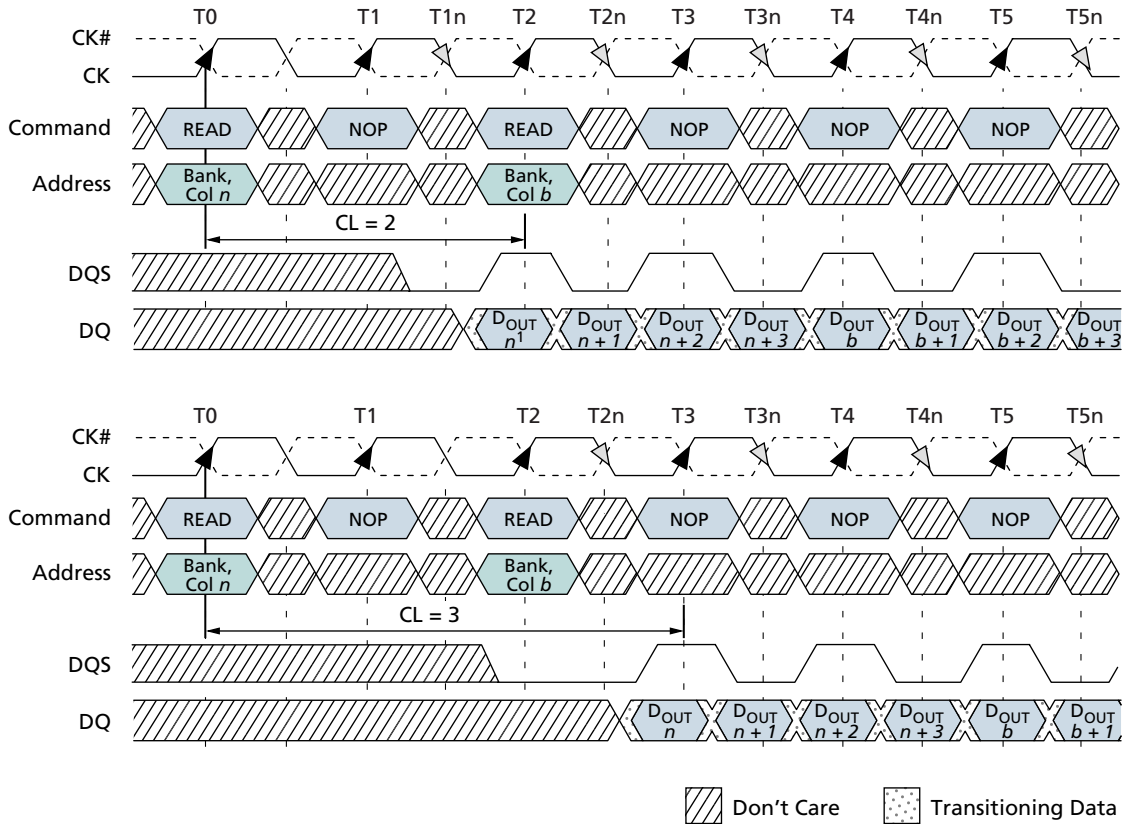 T0 T1 T1n T2 T2n T3 T3n T4 T4n T5 T5n
CK#
CK
Command READ NOP READ NOP NOP NOP
Address Bank, Col n Bank, Col b
CL = 2
DQS
DQ DOUT n1 DOUT n + 1 DOUT n + 2 DOUT n + 3 DOUT b DOUT b + 1 DOUT b + 2 DOUT b + 3
T0 T1 T2 T2n T3 T3n T4 T4n T5 T5n
CK#
CK
Command READ NOP READ NOP NOP NOP
Address Bank, Col n Bank, Col b
CL = 3
DQS
DQ DOUT n DOUT n + 1 DOUT n + 2 DOUT n + 3 DOUT b DOUT b + 1
Don't Care Transitioning Data